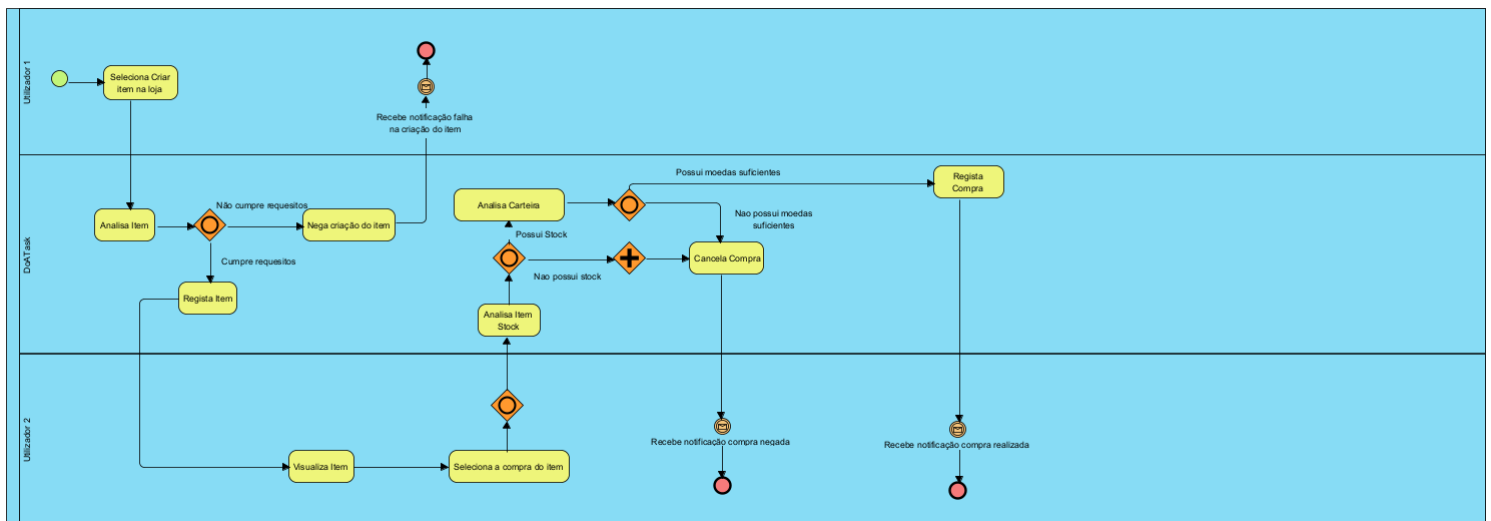 Utilizador 1
Seleciona Criar
item na loja
Recebe notificação falha
na criação do item
DoATask
Analisa Item
Não cumpre requesitos
Nega criação do item
Cumpre requesitos
Regista Item
Analisa Carteira
Possui Stock
Nao possui stock
Analisa Item
Stock
Possui moedas suficientes
Nao possui moedas
suficientes
Cancela Compra
Regista
Compra
Utilizador 2
Visualiza Item
Seleciona a compra do item
Recebe notificação compra negada
Recebe notificação compra realizada